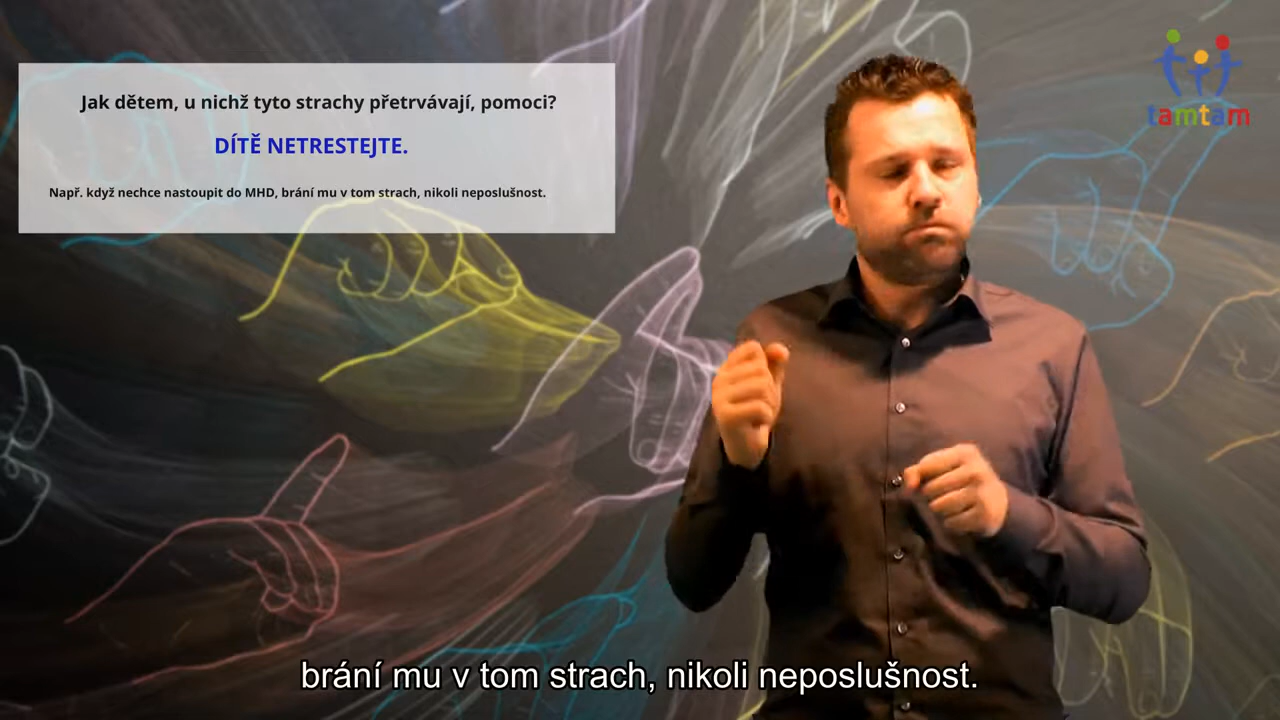 Jak dětem, u nichž tyto strachy přetrvávají, pomoci?
DÍTĚ NETRESTEJTE.
Např. když nechce nastoupit do MHD, brání mu v tom strach, nikoli neposlušnost.
tamtam
brání mu v tom strach, nikoli neposlušnost.